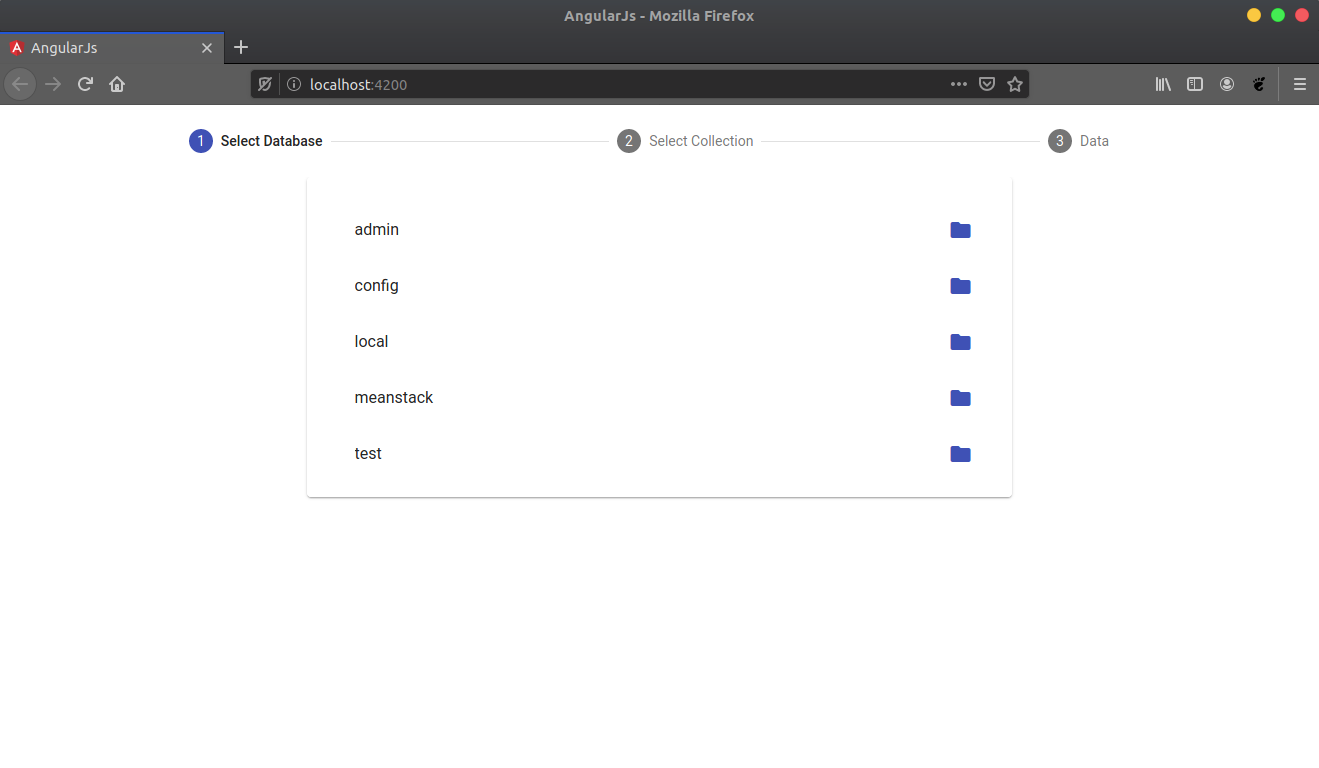 AngularJs - Mozilla Firefox
AngularJs
localhost:4200
1 Select Database 2 Select Collection 3 Data
admin
config
local
meanstack
test